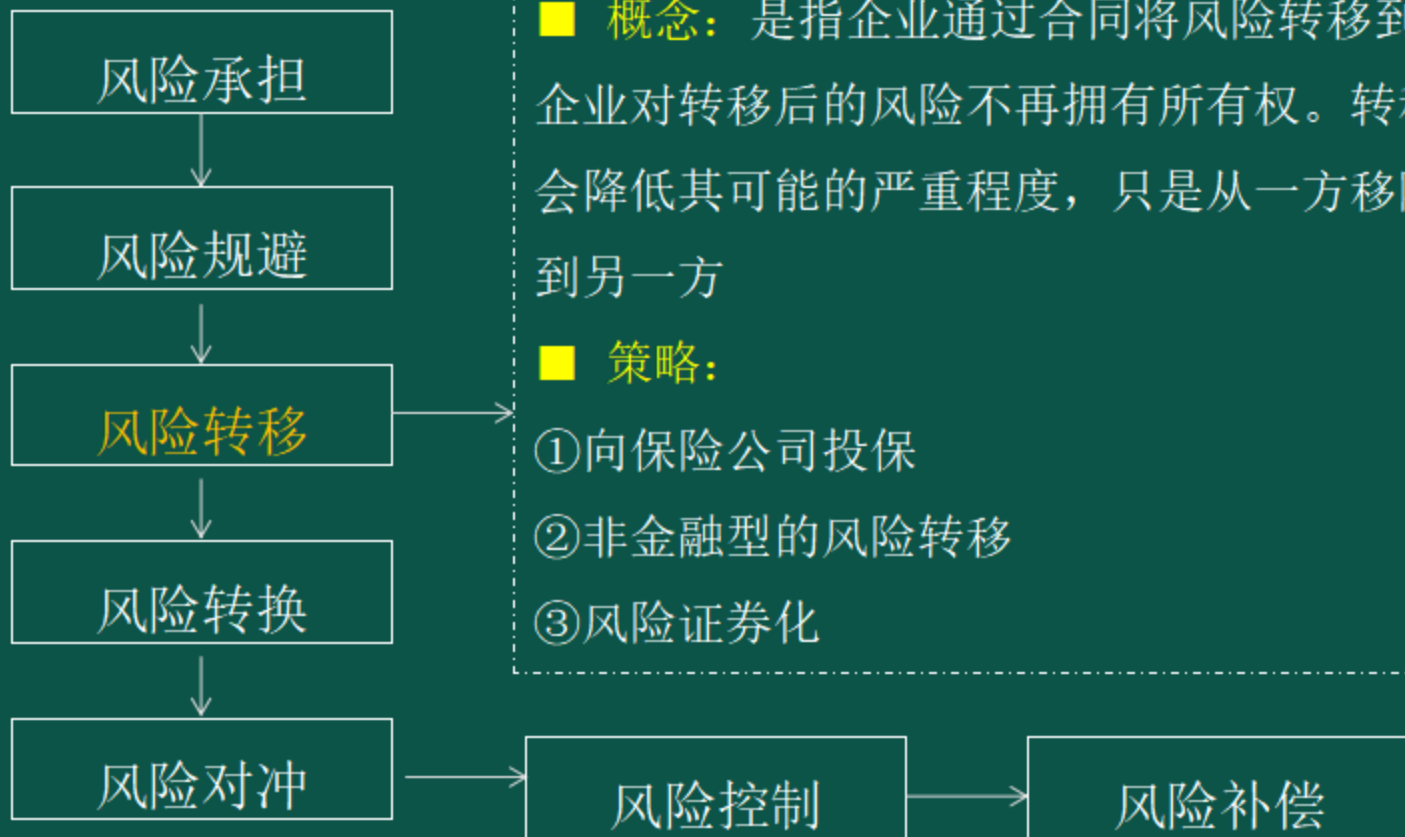 风险承担
风险规避
风险转移
风险转换
风险对冲
■ 概念：是指企业通过合同将风险转移到
企业对转移后的风险不再拥有所有权。转
会降低其可能的严重程度，只是从一方移
到另一方
■ 策略：
①向保险公司投保
②非金融型的风险转移
③风险证券化
风险控制
风险补偿